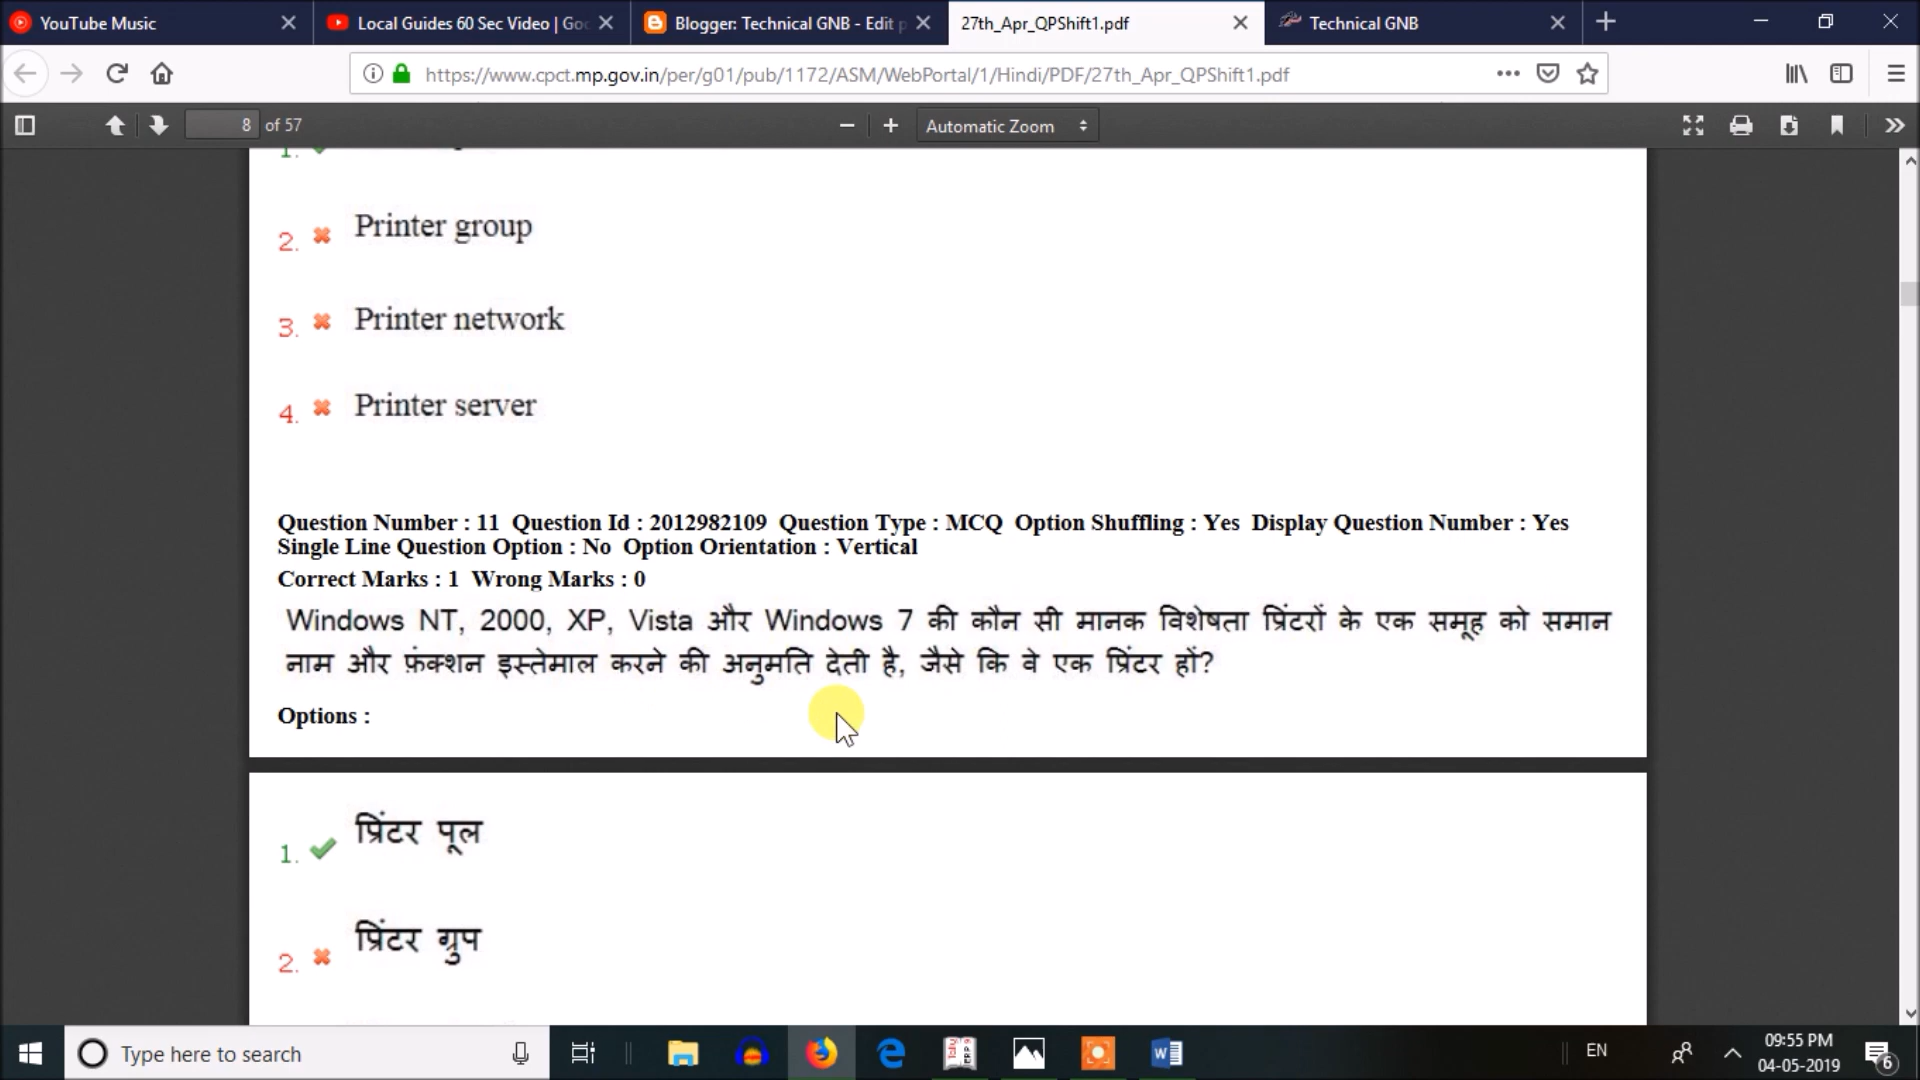 YouTube Music
Local Guides 60 Sec Video | Goo
Blogger: Technical GNB - Edit p
27th_Apr_QPShift1.pdf
Technical GNB
https://www.cpct.mp.gov.in/per/g01/pub/1172/ASM/WebPortal/1/Hindi/PDF/27th_Apr_QPShift1.pdf
8 of 57
Automatic Zoom
1.
2. Printer group
3. Printer network
4. Printer server
Question Number : 11 Question Id : 2012982109 Question Type : MCQ Option Shuffling : Yes Display Question Number : Yes
Single Line Question Option : No Option Orientation : Vertical
Correct Marks : 1 Wrong Marks : 0
Windows NT, 2000, XP, Vista और Windows 7 की कौन सी मानक विशेषता प्रिंटरों के एक समूह को समान
नाम और फ़ंक्शन इस्तेमाल करने की अनुमति देती है, जैसे कि वे एक प्रिंटर हों?
Options :
1. प्रिंटर पूल
2. प्रिंटर ग्रुप
Type here to search
EN
09:55 PM
04-05-2019
6